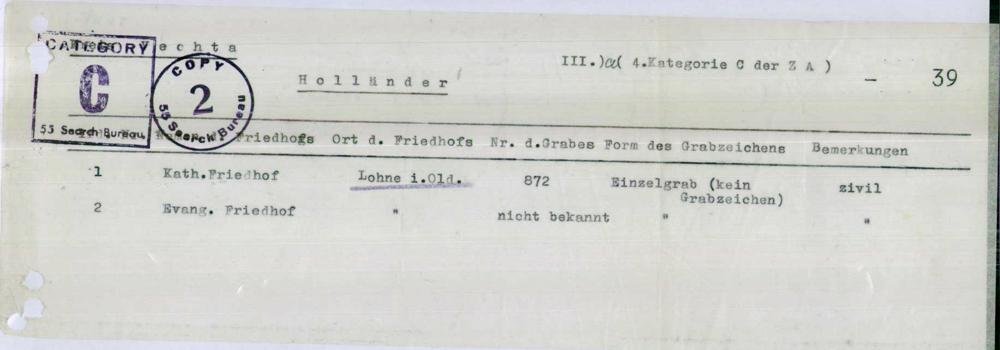 Kreis Vechta
CATEGORY
C
53 Search Bureau
COPY
2
53 Search Bureau
Holländer
III.)a( 4.Kategorie C der Z A )
— 39
Friedhofs Ort d. Friedhofs Nr. d.Grabes Form des Grabzeichens Bemerkungen
1 Kath.Friedhof Lohne i.Old. 872 Einzelgrab (kein zivil
Grabzeichen)
2 Evang. Friedhof " nicht bekannt " "